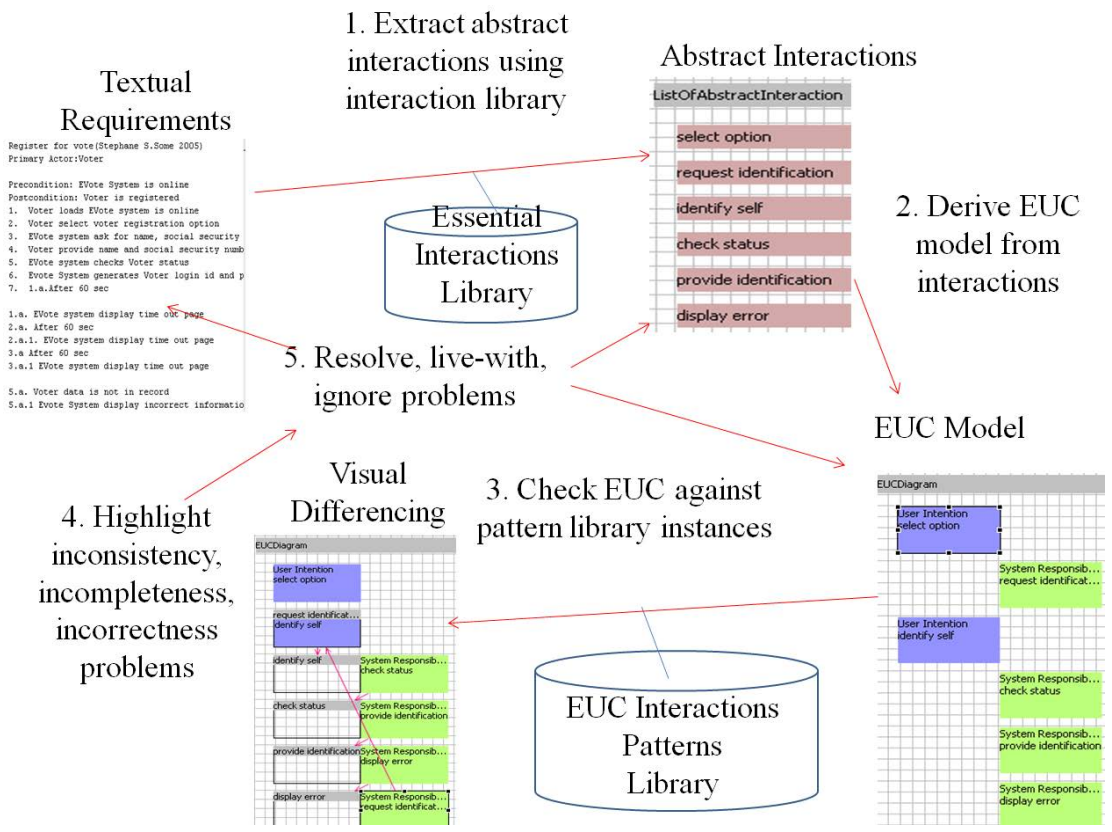 1. Extract abstract
interactions using
interaction library
Textual
Requirements
Register for vote(Stephane S.Some 2005)
Primary Actor:Voter
Precondition: EVote System is online
Postcondition: Voter is registered
1. Voter loads EVote system is online
2. Voter select voter registration option
3. EVote system ask for name, social security
4. Voter provide name and social security numb
5. EVote system checks Voter status
6. Evote System generates Voter login id and p
7. 1.a.After 60 sec
1.a. EVote system display time out page
2.a. After 60 sec
2.a.1. EVote system display time out page
3.a After 60 sec
3.a.1 EVote system display time out page
5.a. Voter data is not in record
5.a.1 Evote System display incorrect informatio
Essential
Interactions
Library
Abstract Interactions
ListOfAbstractInteraction
select option
request identification
identify self
check status
provide identification
display error
2. Derive EUC
model from
interactions
5. Resolve, live-with,
ignore problems
EUC Model
EUCDiagram
User Intention
select option
System Responsib...
request identificat...
User Intention
identify self
System Responsib...
check status
System Responsib...
provide identification
System Responsib...
display error
3. Check EUC against
pattern library instances
EUC Interactions
Patterns
Library
Visual
Differencing
EUCDiagram
User Intention
select option
request identificat...
identify self
identify self
System Responsib...
check status
check status
System Responsib...
provide identification
provide identification
System Responsib...
display error
display error
System Responsib...
request identificat...
4. Highlight
inconsistency,
incompleteness,
incorrectness
problems